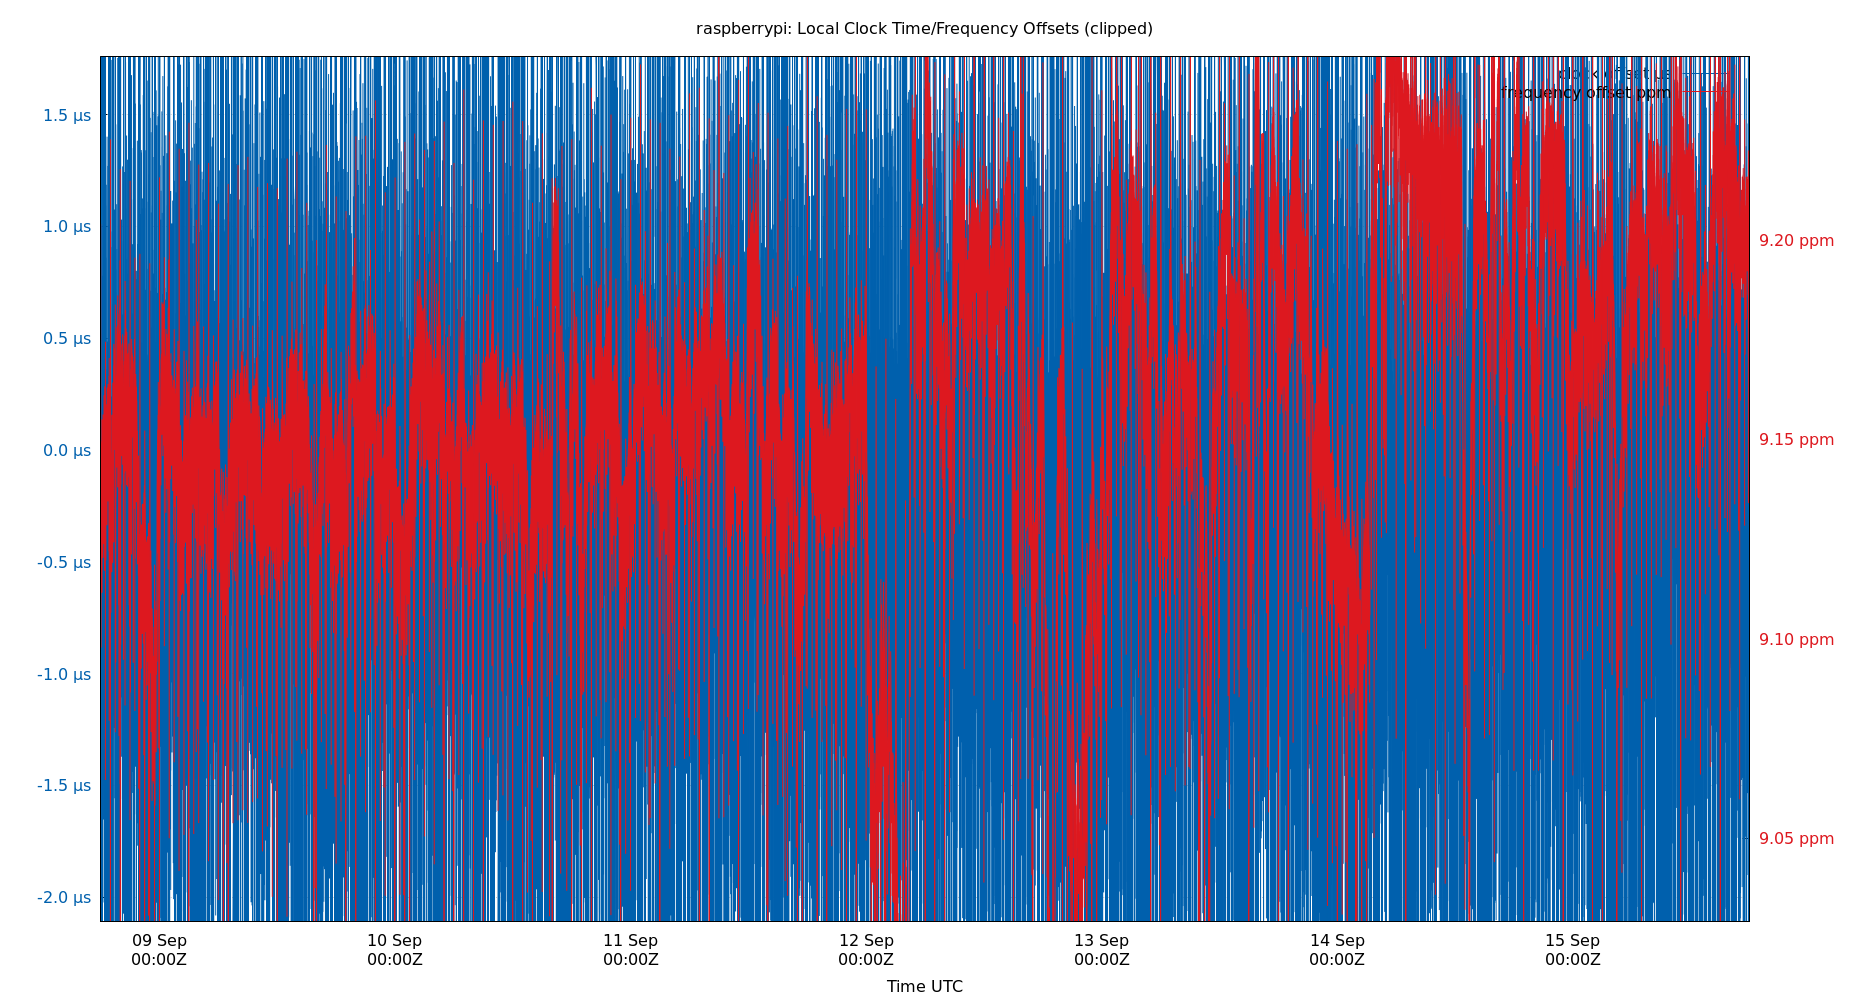 raspberrypi: Local Clock Time/Frequency Offsets (clipped)
clock offset µs
frequency offset ppm
1.5 µs
1.0 µs
0.5 µs
0.0 µs
-0.5 µs
-1.0 µs
-1.5 µs
-2.0 µs
9.20 ppm
9.15 ppm
9.10 ppm
9.05 ppm
09 Sep
00:00Z
10 Sep
00:00Z
11 Sep
00:00Z
12 Sep
00:00Z
13 Sep
00:00Z
14 Sep
00:00Z
15 Sep
00:00Z
Time UTC